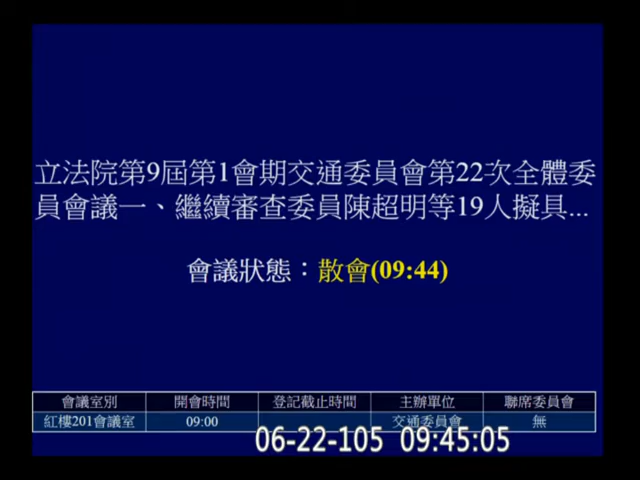 立法院第9屆第1會期交通委員會第22次全體委
員會議一、繼續審查委員陳超明等19人擬具...
會議狀態：散會(09:44)
會議室別 開會時間 登記截止時間 主辦單位 聯席委員會
紅樓201會議室 09:00 交通委員會 無
06-22-105 09:45:05